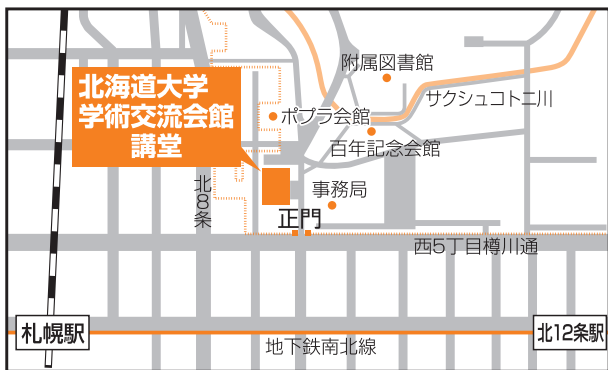 附属図書館
北海道大学
学術交流会館
講堂
サクシュコトニ川
ポプラ会館
百年記念会館
北8条
事務局
正門
西5丁目樽川通
札幌駅
北12条駅
地下鉄南北線